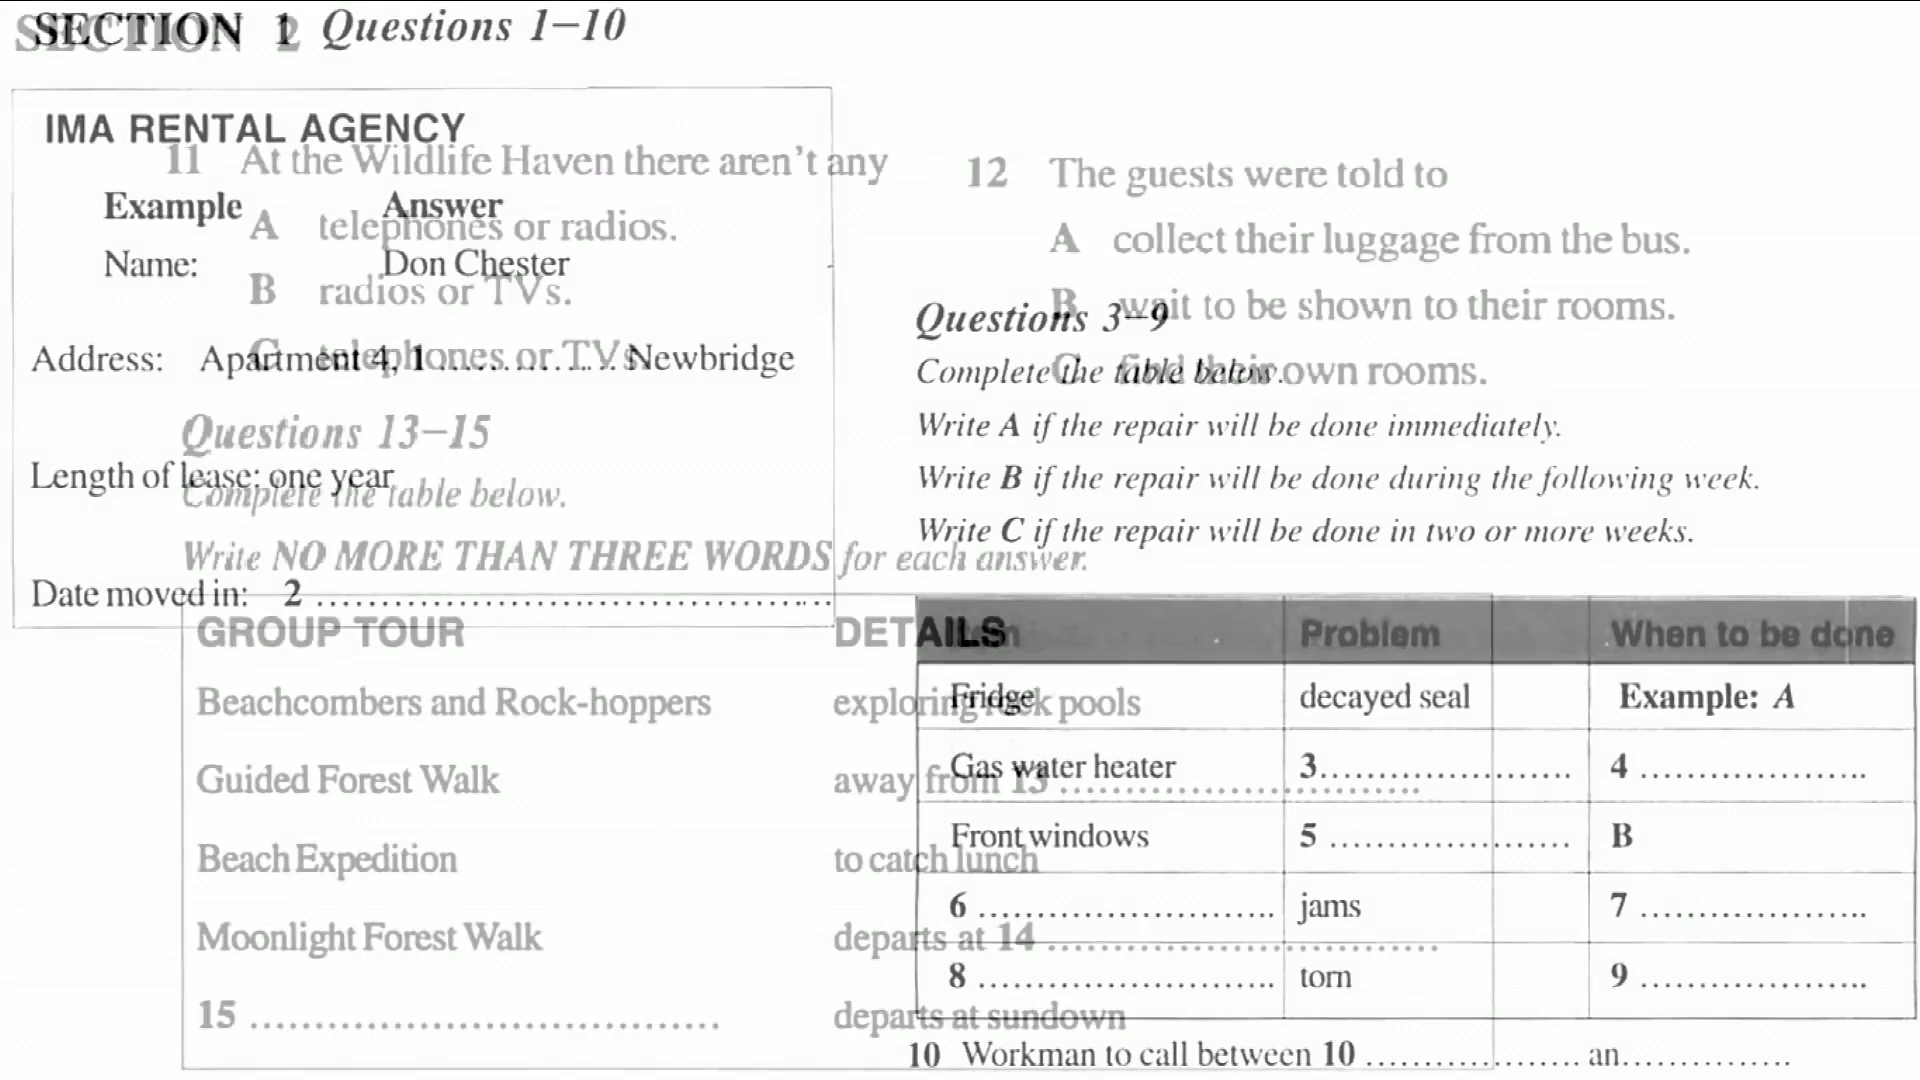 SECTION 1 Questions 1–10
IMA RENTAL AGENCY
Example Answer
Name: Don Chester
Address: Apartment 4, 1 .................. Newbridge
Length of lease: one year
Date moved in: 2 ........................................
Questions 3–9
Complete the table below.
Write A if the repair will be done immediately.
Write B if the repair will be done during the following week.
Write C if the repair will be done in two or more weeks.
Problem When to be done
Fridge decayed seal Example: A
Gas water heater 3...................... 4 ....................
Front windows 5 ..................... B
6 .......................... jams 7 ....................
8 .......................... torn 9 ....................
10 Workman to call between 10 ................... an...............
SECTION 2
11 At the Wildlife Haven there aren't any
A telephones or radios.
B radios or TVs.
C telephones or TVs.
12 The guests were told to
A collect their luggage from the bus.
B wait to be shown to their rooms.
C find their own rooms.
Questions 13–15
Complete the table below.
Write NO MORE THAN THREE WORDS for each answer.
GROUP TOUR DETAILS
Beachcombers and Rock-hoppers exploring rock pools
Guided Forest Walk away from 13 ............................
Beach Expedition to catch lunch
Moonlight Forest Walk departs at 14 ..............................
15 .................................... departs at sundown